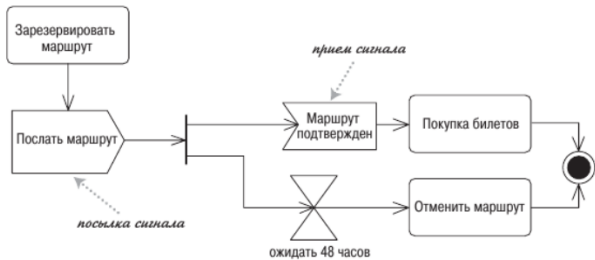 Зарезервировать
маршрут
прием сигнала
Послать маршрут
Маршрут
подтвержден
Покупка билетов
Отменить маршрут
посылка сигнала
ожидать 48 часов